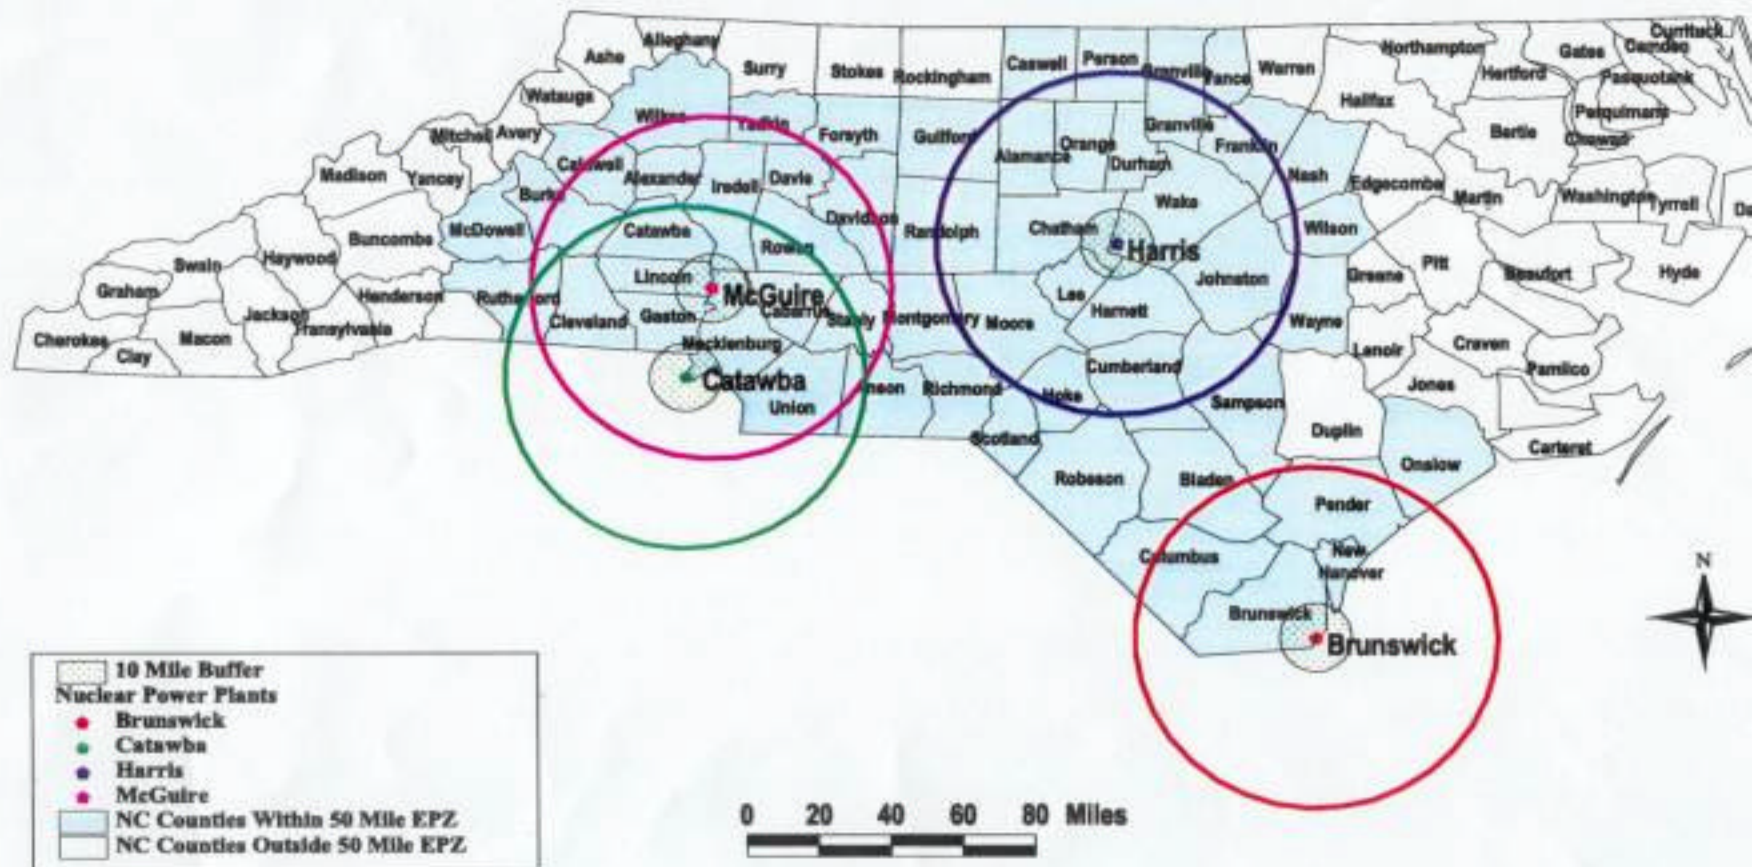 Alleghany
Ashe
Surry
Stokes
Rockingham
Caswell
Person
Granville
Vance
Warren
Northampton
Gates
Camden
Currituck
Hertford
Pasquotank
Watauga
Wilkes
Yadkin
Forsyth
Guilford
Halifax
Perquimans
Mitchell
Avery
Alamance
Orange
Durham
Granville
Franklin
Bertie
Chowan
Madison
Yancey
Caldwell
Alexander
Iredell
Davie
Nash
Edgecombe
Martin
Washington
Tyrrell
Da
Burke
McDowell
Buncombe
Catawba
Rowan
Davidson
Randolph
Chatham
Wake
Wilson
Harris
Swain
Haywood
Graham
Henderson
Rutherford
Lincoln
McGuire
Johnston
Greene
Pitt
Beaufort
Hyde
Jackson
Transylvania
Cleveland
Gaston
Cabarrus
Stanly
Montgomery
Moore
Lee
Harnett
Wayne
Cherokee
Clay
Macon
Mecklenburg
Lenoir
Craven
Pamlico
Catawba
Union
Anson
Richmond
Hoke
Cumberland
Sampson
Jones
Scotland
Duplin
Carteret
Robeson
Bladen
Onslow
Pender
Columbus
New
Hanover
Brunswick
Brunswick
N
10 Mile Buffer
Nuclear Power Plants
Brunswick
Catawba
Harris
McGuire
NC Counties Within 50 Mile EPZ
NC Counties Outside 50 Mile EPZ
0 20 40 60 80 Miles